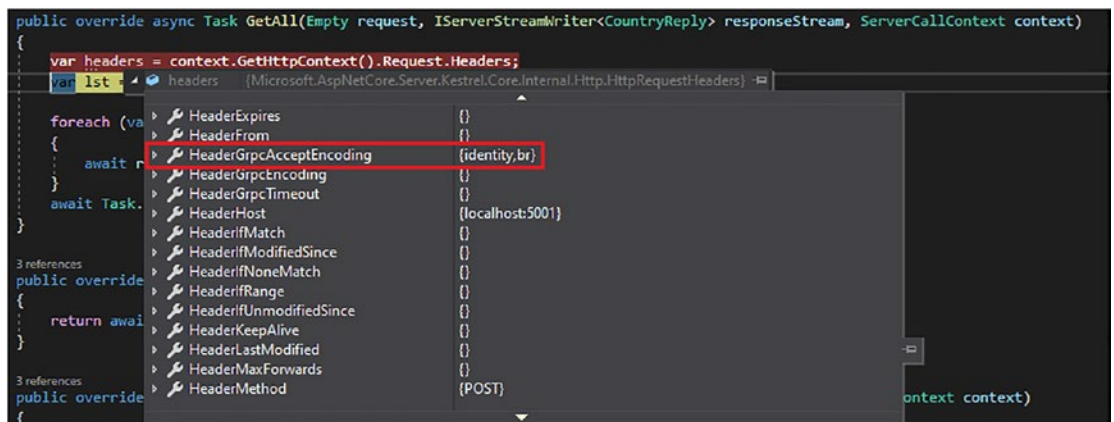 public override async Task GetAll(Empty request, IServerStreamWriter<CountryReply> responseStream, ServerCallContext context)
{
var headers = context.GetHttpContext().Request.Headers;
var lst = headers {Microsoft.AspNetCore.Server.Kestrel.Core.Internal.Http.HttpRequestHeaders}
HeaderExpires {}
foreach (va
HeaderFrom {}
{
HeaderGrpcAcceptEncoding {identity,br}
await r
HeaderGrpcEncoding {}
}
HeaderGrpcTimeout {}
await Task.
HeaderHost {localhost:5001}
}
HeaderIfMatch {}
HeaderIfModifiedSince {}
3 references
HeaderIfNoneMatch {}
public override
HeaderIfRange {}
{
HeaderIfUnmodifiedSince {}
return awai
HeaderKeepAlive {}
}
HeaderLastModified {}
HeaderMaxForwards {}
3 references
HeaderMethod {POST}
public override ontext context)
{